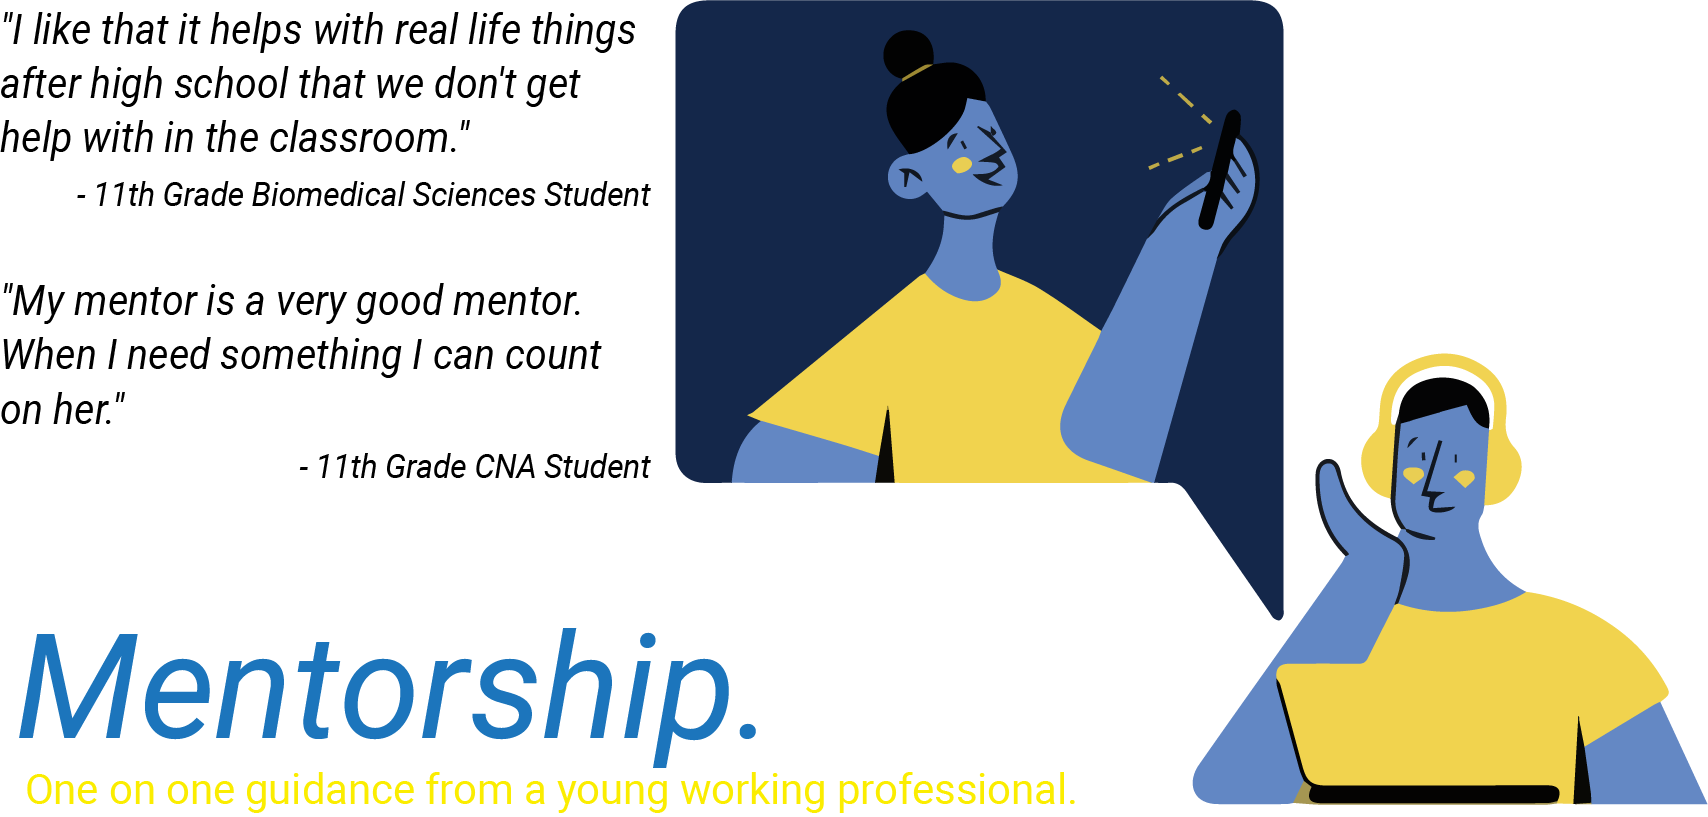 "I like that it helps with real life things
after high school that we don't get
help with in the classroom."
- 11th Grade Biomedical Sciences Student
"My mentor is a very good mentor.
When I need something I can count
on her."
- 11th Grade CNA Student
Mentorship.
One on one guidance from a young working professional.